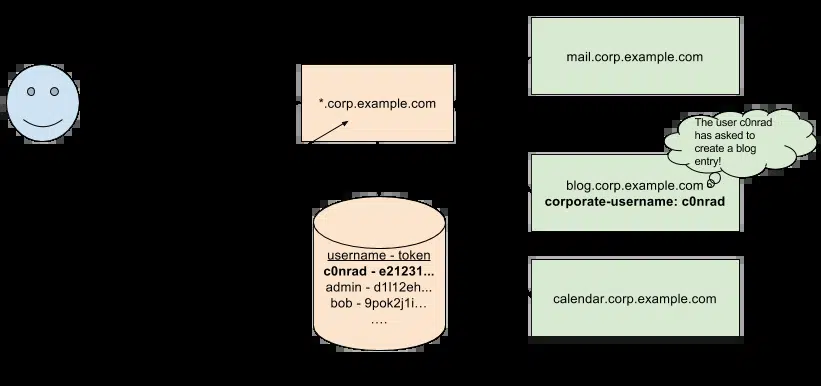 mail.corp.example.com
*.corp.example.com
The user c0nrad
has asked to
create a blog
entry!
blog.corp.example.com
corporate-username: c0nrad
username - token
c0nrad - e21231...
admin - d1l12eh...
bob - 9pok2j1i...
....
calendar.corp.example.com